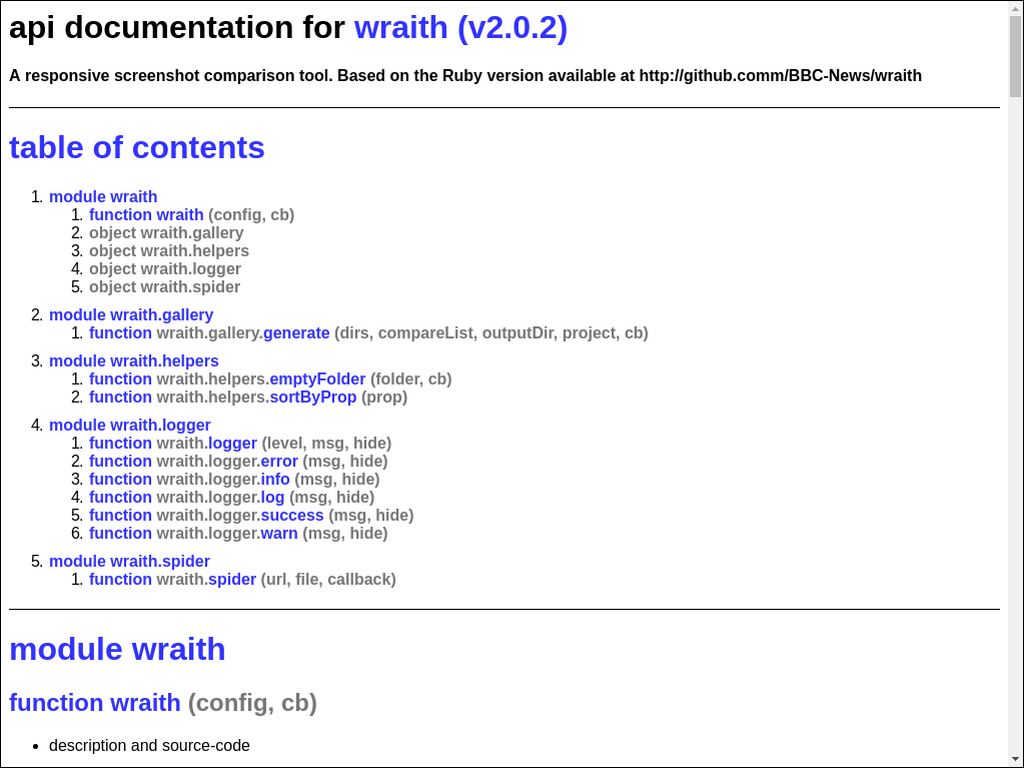 api documentation for wraith (v2.0.2)
A responsive screenshot comparison tool. Based on the Ruby version available at http://github.comm/BBC-News/wraith
table of contents
1. module wraith
1. function wraith (config, cb)
2. object wraith.gallery
3. object wraith.helpers
4. object wraith.logger
5. object wraith.spider
2. module wraith.gallery
1. function wraith.gallery.generate (dirs, compareList, outputDir, project, cb)
3. module wraith.helpers
1. function wraith.helpers.emptyFolder (folder, cb)
2. function wraith.helpers.sortByProp (prop)
4. module wraith.logger
1. function wraith.logger (level, msg, hide)
2. function wraith.logger.error (msg, hide)
3. function wraith.logger.info (msg, hide)
4. function wraith.logger.log (msg, hide)
5. function wraith.logger.success (msg, hide)
6. function wraith.logger.warn (msg, hide)
5. module wraith.spider
1. function wraith.spider (url, file, callback)
module wraith
function wraith (config, cb)
• description and source-code